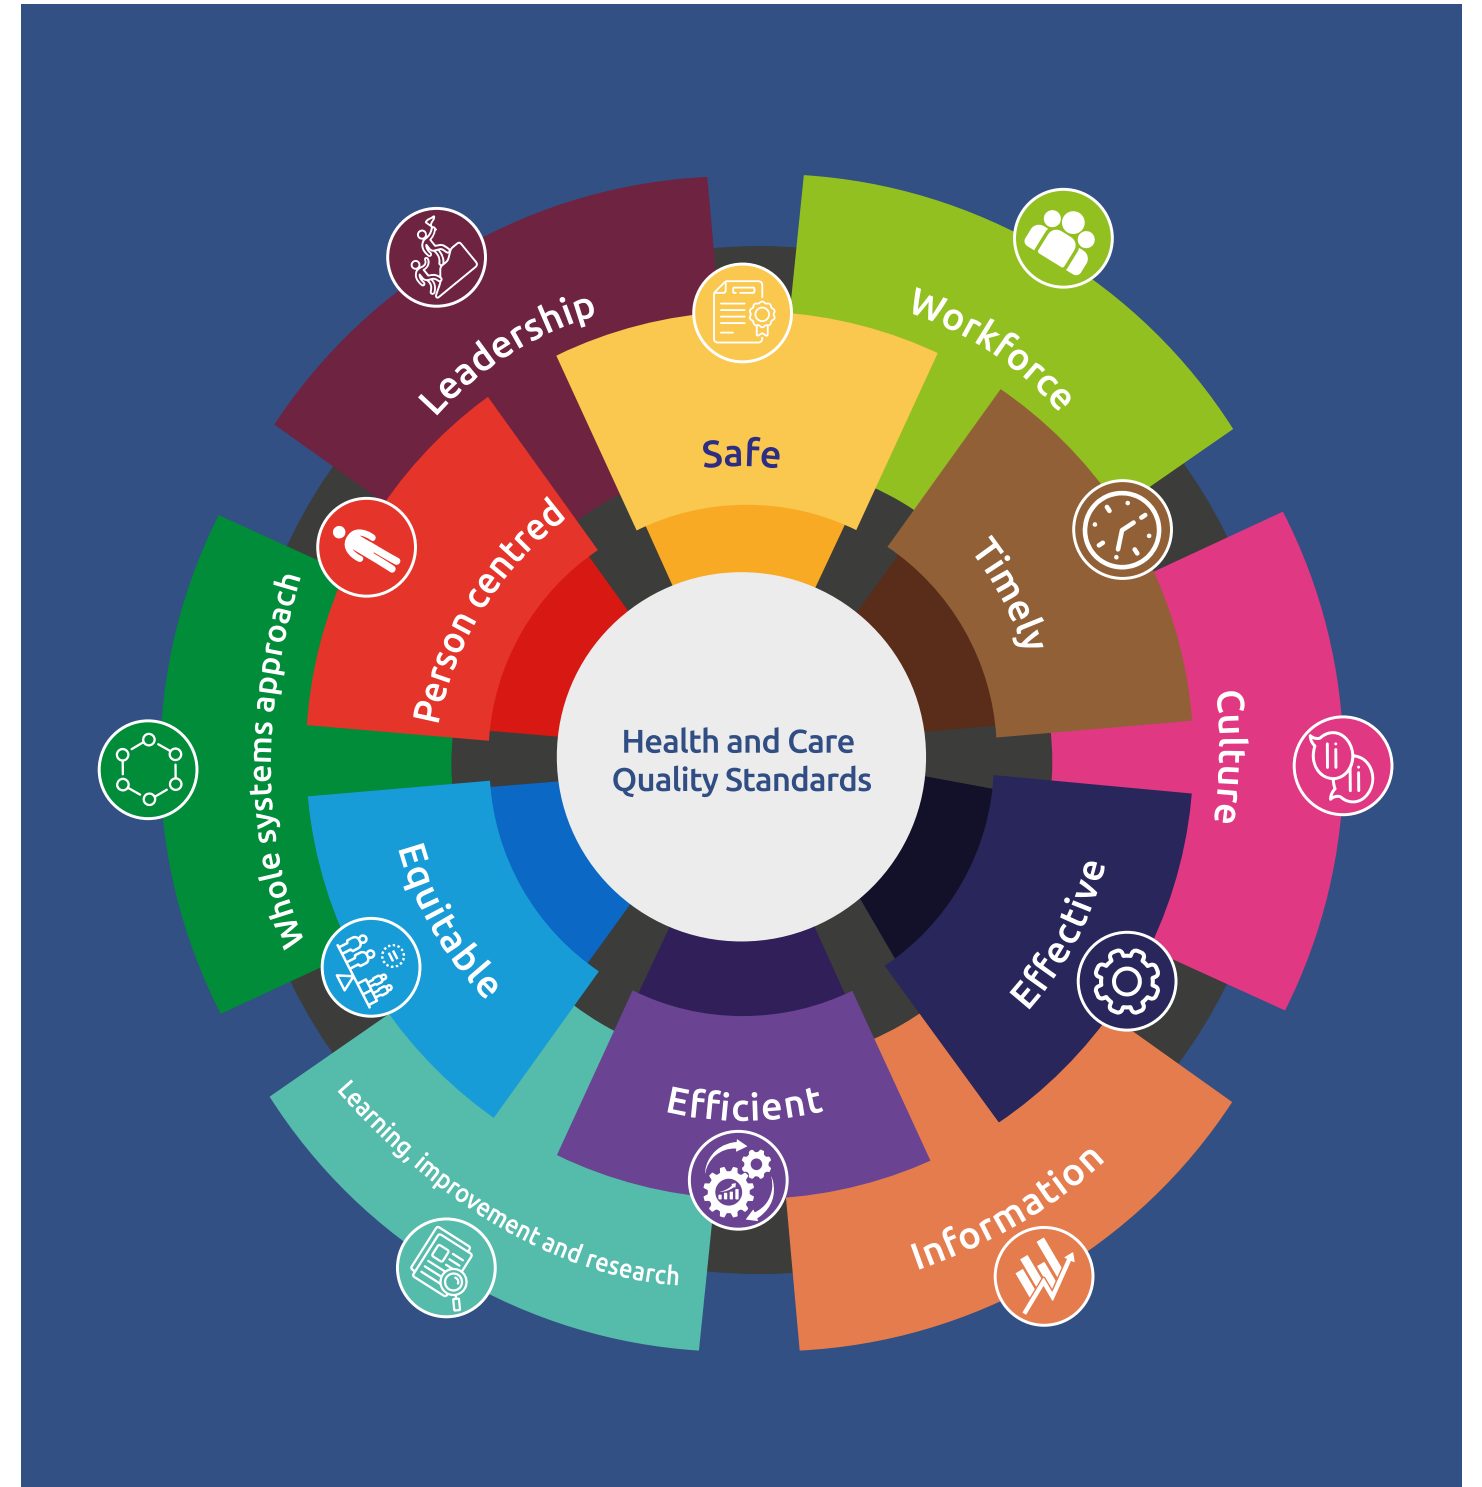 Leadership
Workforce
Safe
Person centred
Timely
Whole systems approach
Culture
Health and Care
Quality Standards
Equitable
Effective
Efficient
Learning, improvement and research
Information